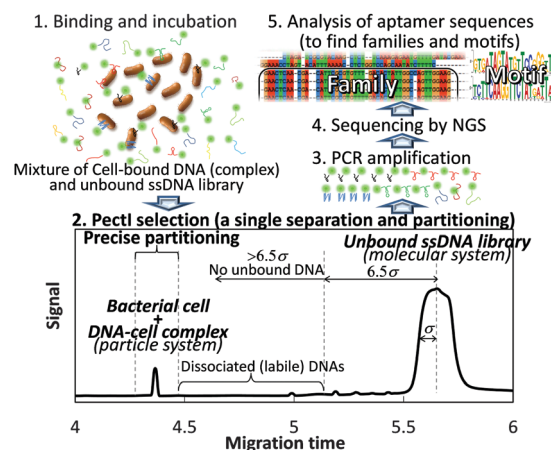 1. Binding and incubation
Mixture of Cell-bound DNA (complex)
and unbound ssDNA library
5. Analysis of aptamer sequences
(to find families and motifs)
Family
Motif
4. Sequencing by NGS
3. PCR amplification
2. PectI selection (a single separation and partitioning)
Precise partitioning
>6.5σ
No unbound DNA
Unbound ssDNA library
(molecular system)
6.5σ
Bacterial cell
+
DNA-cell complex
(particle system)
σ
Dissociated (labile) DNAs
Signal
4
4.5
5
5.5
6
Migration time